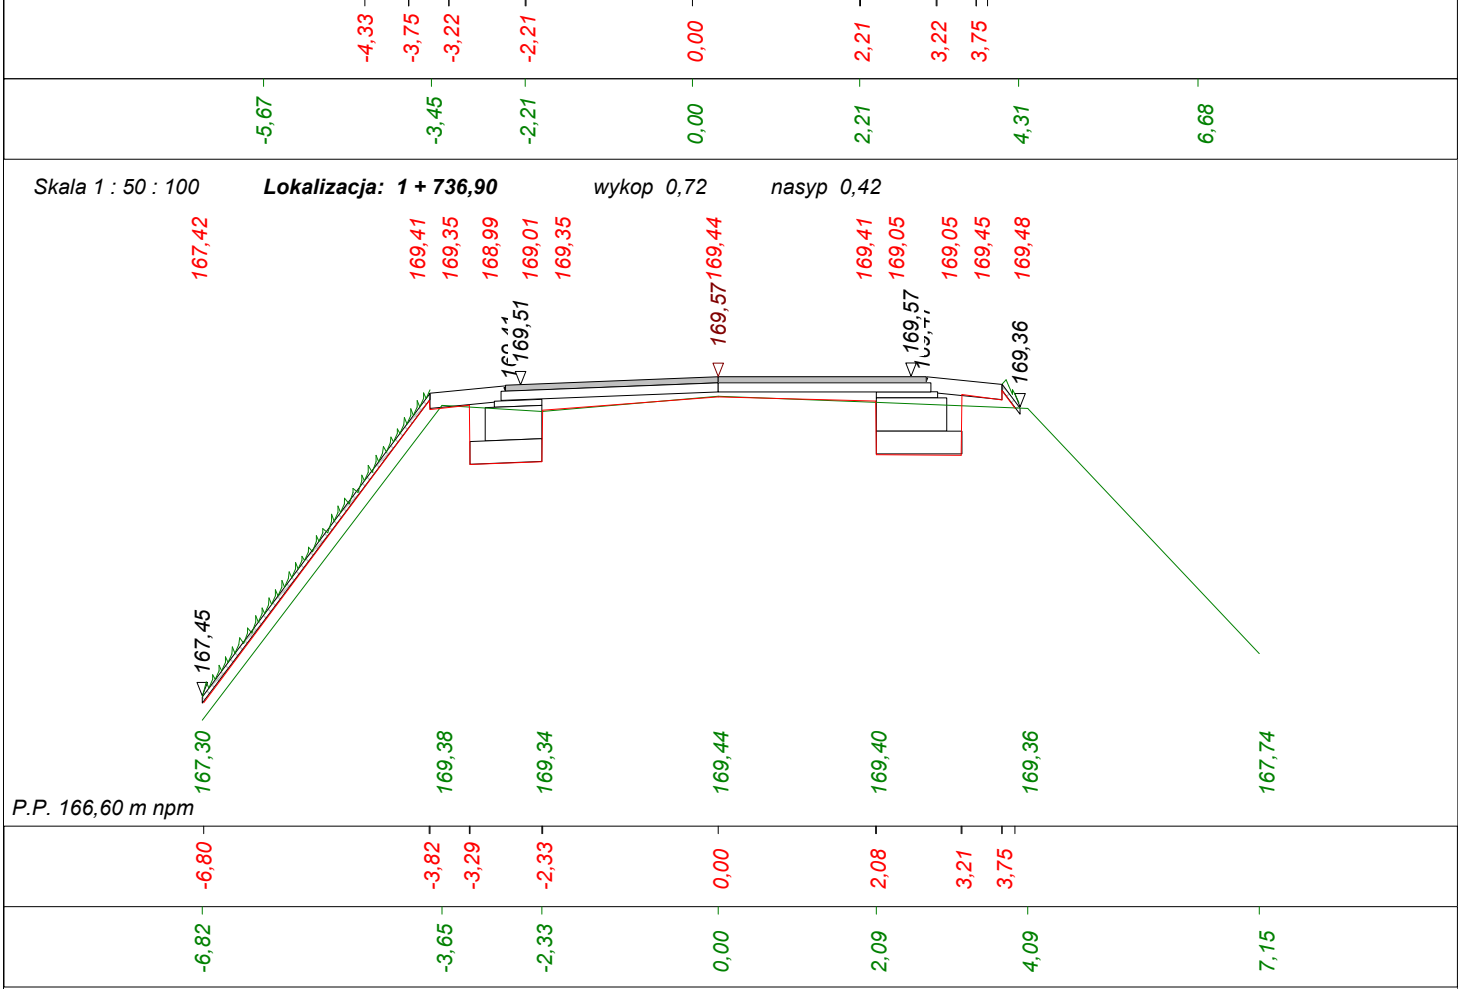 -4,33 -3,75 -3,22 -2,21 0,00 2,21 3,22 3,75
-5,67 -3,45 -2,21 0,00 2,21 4,31 6,68
Skala 1 : 50 : 100 Lokalizacja: 1 + 736,90 wykop 0,72 nasyp 0,42
167,42 169,41 169,35 168,99 169,01 169,35 169,44 169,41 169,05 169,05 169,45 169,48
169,51 169,57 169,57 169,36
167,45
167,30 169,38 169,34 169,44 169,40 169,36 167,74
P.P. 166,60 m npm
-6,80 -3,82 -3,29 -2,33 0,00 2,08 3,21 3,75
-6,82 -3,65 -2,33 0,00 2,09 4,09 7,15